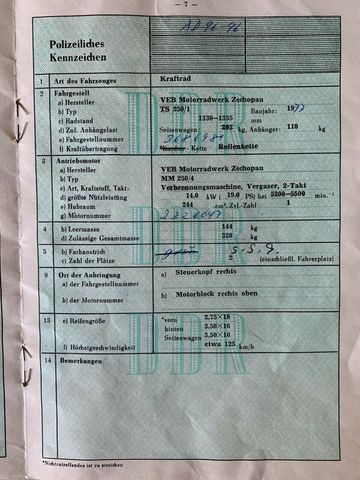 - 7 -
Polizeiliches
Kennzeichen
1 Art des Fahrzeuges Kraftrad
2 Fahrgestell
a) Hersteller VEB Motorradwerk Zschopau
b) Typ TS 250/1 Baujahr: 1977
c) Radstand 1330-1355 mm
d) Zul. Anhängelast Seitenwagen 203 kg, Anhänger: 110 kg
e) Fahrgestellnummer
f) Kraftübertragung Kette Rollenkette
3 Antriebsmotor
a) Hersteller VEB Motorradwerk Zschopau
b) Typ MM 250/4
c) Art, Kraftstoff, Takt- Verbrennungsmaschine, Vergaser, 2-Takt
d) größte Nutzleistung 14.0 kW ( 19.0 PS) bei 5200-5500 min.⁻¹
e) Hubraum 244 cm³ Zyl.-Zahl 1
g) Motornummer
4 b) Leermasse 144 kg
d) Zulässige Gesamtmasse 320 kg
5 b) Farbanstrich
c) Zahl der Plätze 2 (einschließl. Fahrerplatz)
9 Ort der Anbringung a) Steuerkopf rechts
a) der Fahrgestellnummer
b) der Motornummer b) Motorblock rechts oben
13 e) Reifengröße *vorn 2.75×18
hinten 3.50×16
Seitenwagen 3.50×16
f) Höchstgeschwindigkeit etwa 125 km/h
14 Bemerkungen
DDR
DDR
DDR
*Nichtzutreffendes ist zu streichen